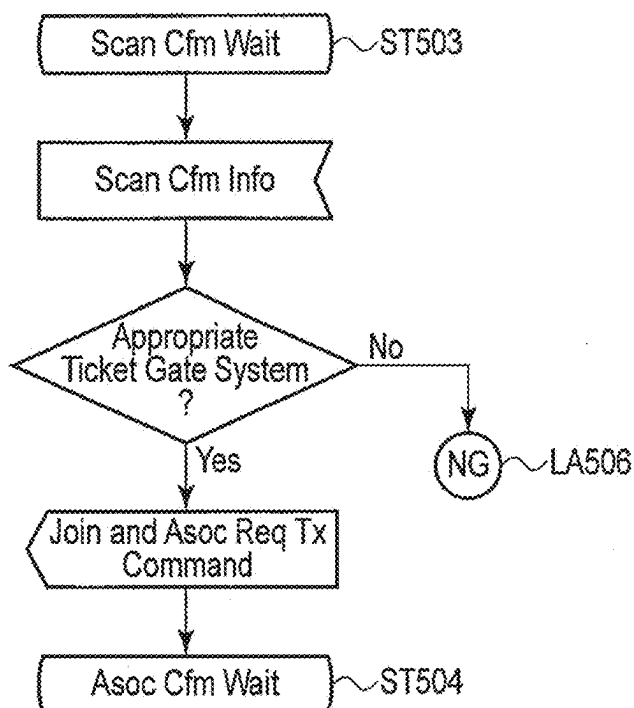 Scan Cfm Wait
ST503
Scan Cfm Info
Appropriate
Ticket Gate System
?
No
Yes
NG
LA506
Join and Asoc Req Tx
Command
Asoc Cfm Wait
ST504